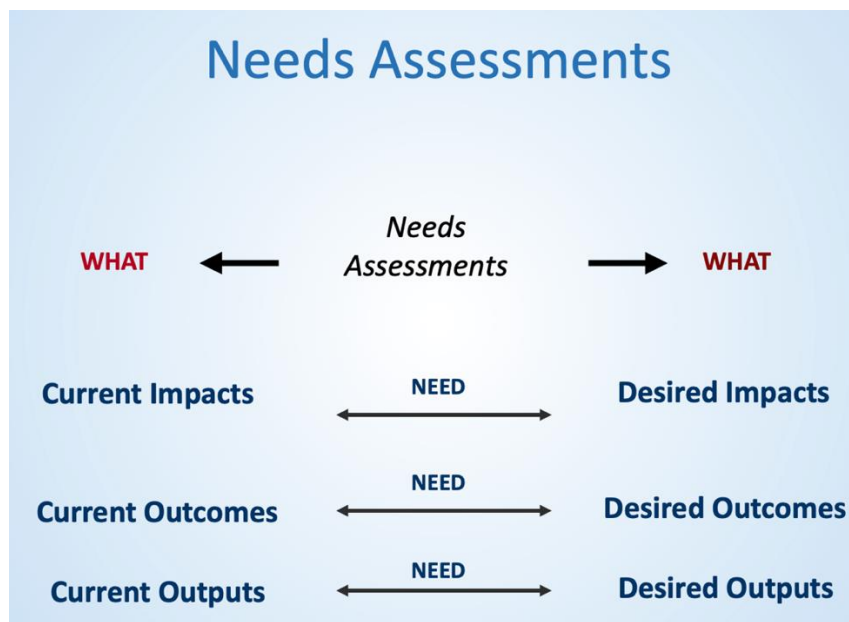 Needs Assessments
Needs
Assessments
WHAT
WHAT
NEED
Current Impacts
Desired Impacts
NEED
Current Outcomes
Desired Outcomes
NEED
Current Outputs
Desired Outputs